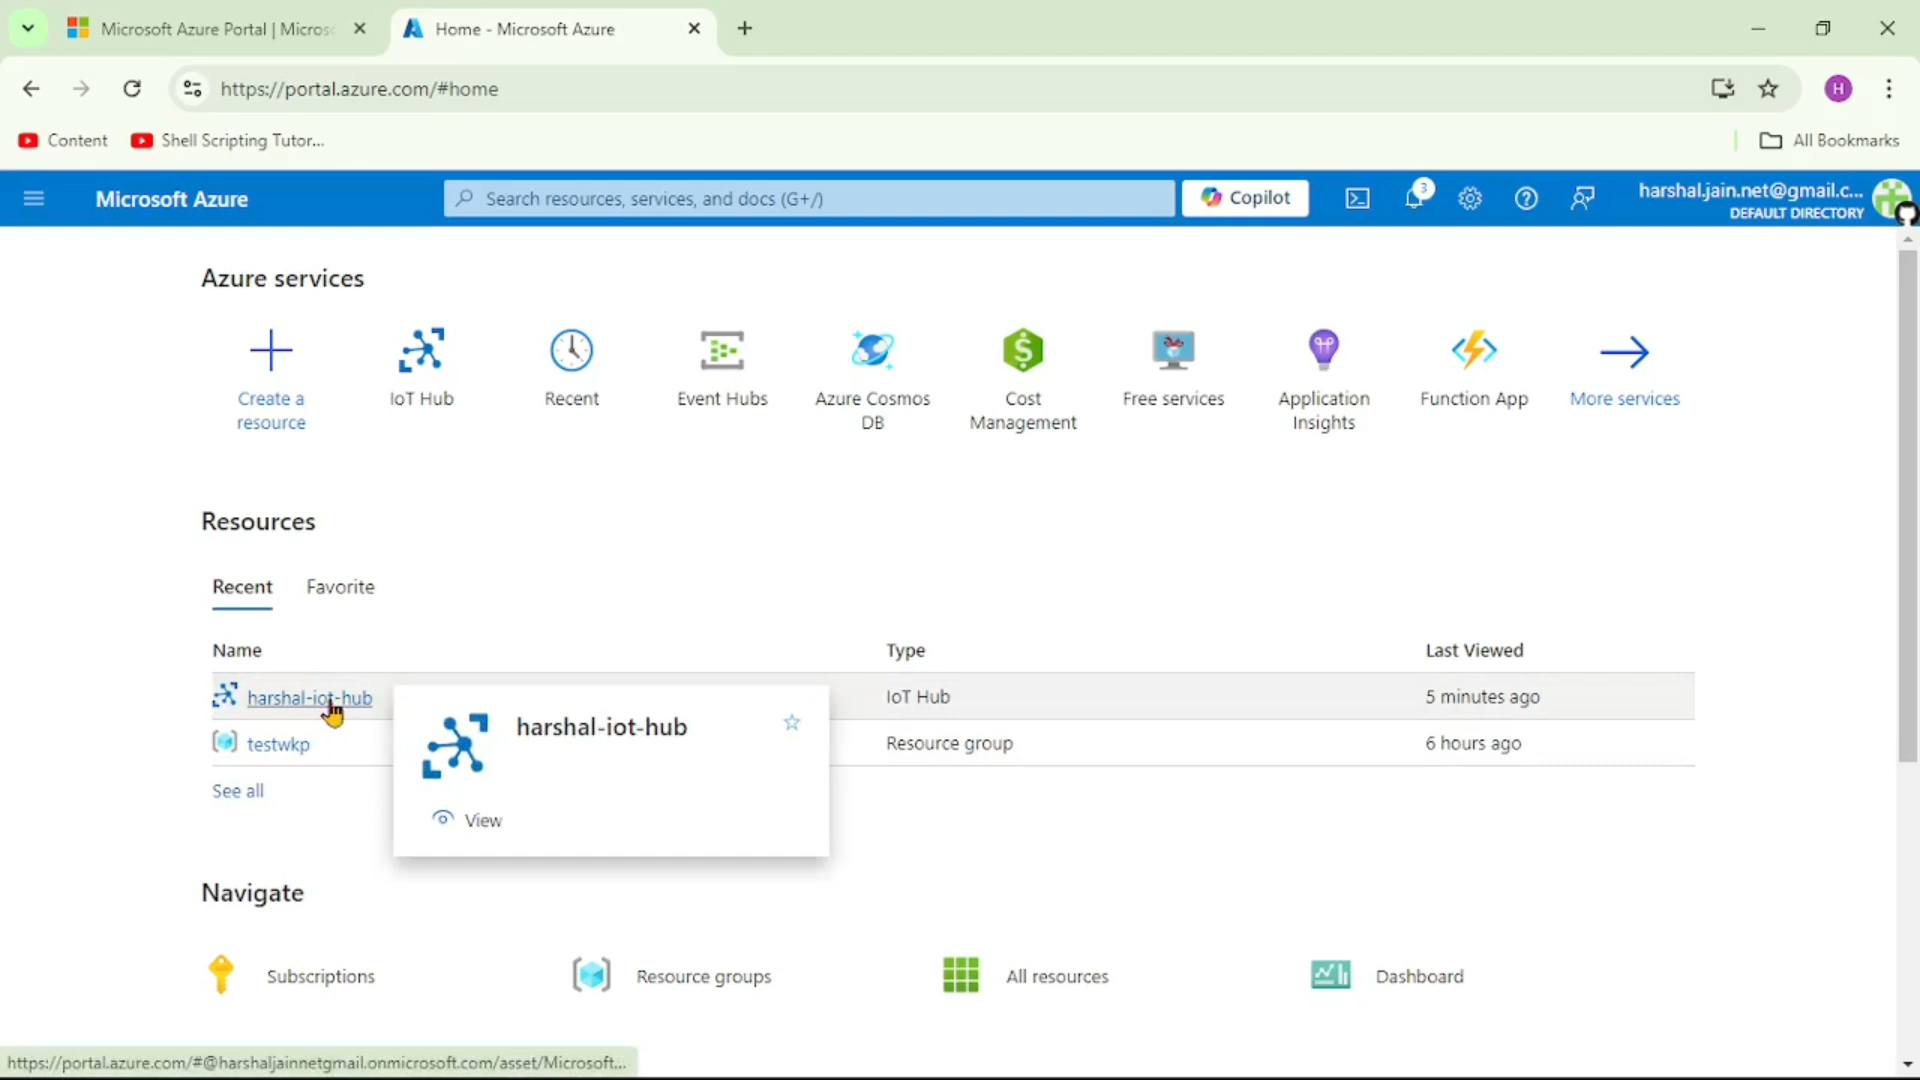 Microsoft Azure Portal | Micros
Home - Microsoft Azure
https://portal.azure.com/#home
H
Content
Shell Scripting Tutor...
All Bookmarks
Microsoft Azure
Search resources, services, and docs (G+/)
Copilot
3
harshal.jain.net@gmail.c...
DEFAULT DIRECTORY
Azure services
Create a
resource
IoT Hub
Recent
Event Hubs
Azure Cosmos
DB
Cost
Management
Free services
Application
Insights
Function App
More services
Resources
Recent
Favorite
Name
Type
Last Viewed
harshal-iot-hub
IoT Hub
5 minutes ago
harshal-iot-hub
testwkp
Resource group
6 hours ago
See all
View
Navigate
Subscriptions
Resource groups
All resources
Dashboard
https://portal.azure.com/#@harshaljainnetgmail.onmicrosoft.com/asset/Microsoft...